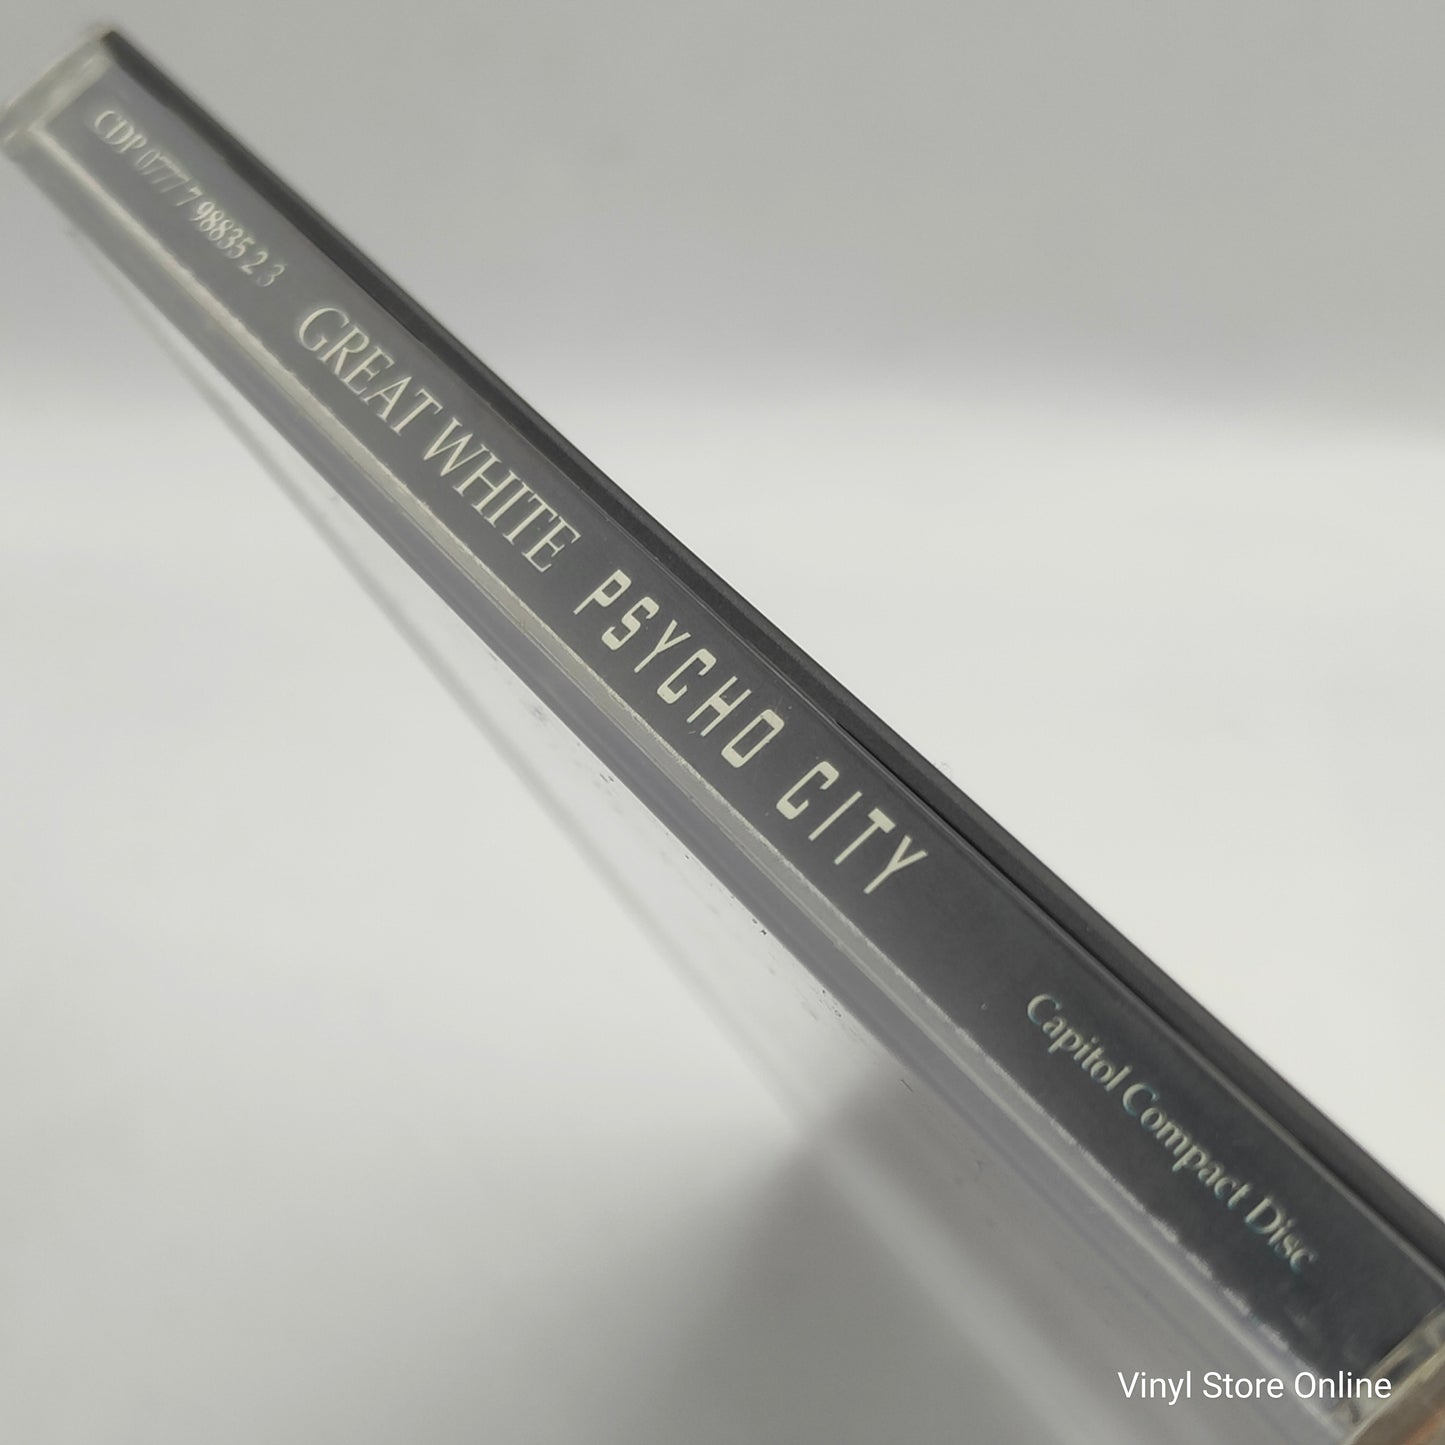 CDP 0777 7 98835 2 3 GREAT WHITE PSYCHO CITY Capitol Compact Disc
Vinyl Store Online